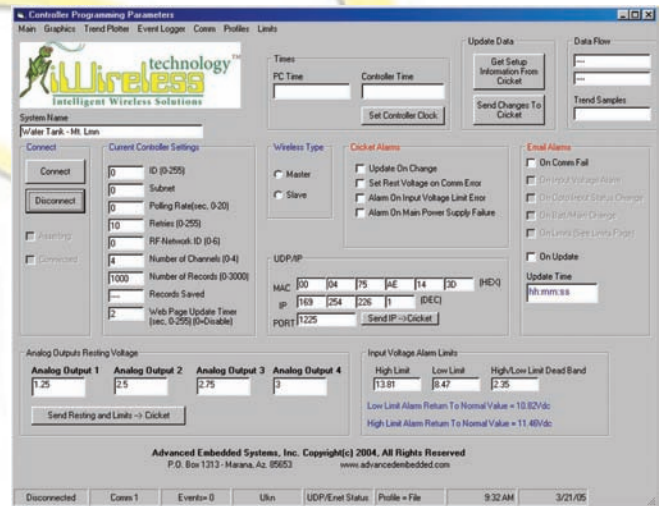 Controller Programming Parameters
Main Graphics Trend Plotter Event Logger Comm Profiles Limits
iWireless technology™
Intelligent Wireless Solutions
System Name
Water Tank - Mt. Lmn
Times
PC Time
Controller Time
Set Controller Clock
Update Data
Get Setup
Information From
Cricket
Send Changes To
Cricket
Data Flow
---
---
Trend Samples
Connect
Connect
Disconnect
Connected
Current Controller Settings
0 ID (0-255)
0 Subnet
0 Polling Rate(sec, 0-20)
10 Retries (0-255)
0 RF-Network ID (0-6)
4 Number of Channels (0-4)
1000 Number of Records (0-3000)
--- Records Saved
2 Web Page Update Timer
(sec, 0-255) (0=Disable)
Wireless Type
Master
Slave
Cricket Alarms
Update On Change
Set Rest Voltage on Comm Error
Alarm On Input Voltage Limit Error
Alarm On Main Power Supply Failure
Email Alarms
On Comm Fail
On Input Voltage Alarm
On Batt/Main Change
On Limits (See Limits Page)
On Update
Update Time
hh:mm:ss
UDP/IP
MAC 00 04 75 AE 14 3D (HEX)
IP 169 254 226 1 (DEC)
PORT 1225 Send IP ->Cricket
Analog Outputs Resting Voltage
Analog Output 1 Analog Output 2 Analog Output 3 Analog Output 4
1.25 2.5 2.75 3
Send Resting and Limits -> Cricket
Input Voltage Alarm Limits
High Limit Low Limit High/Low Limit Dead Band
13.81 8.47 2.35
Low Limit Alarm Return To Normal Value = 10.82Vdc
High Limit Alarm Return To Normal Value = 11.46Vdc
Advanced Embedded Systems, Inc. Copyright(c) 2004, All Rights Reserved
P.O. Box 1313 - Marana, Az. 85653 www.advancedembedded.com
Disconnected Comm 1 Events= 0 Ukn UDP/Enet Status Profile = File 9:32 AM 3/21/05